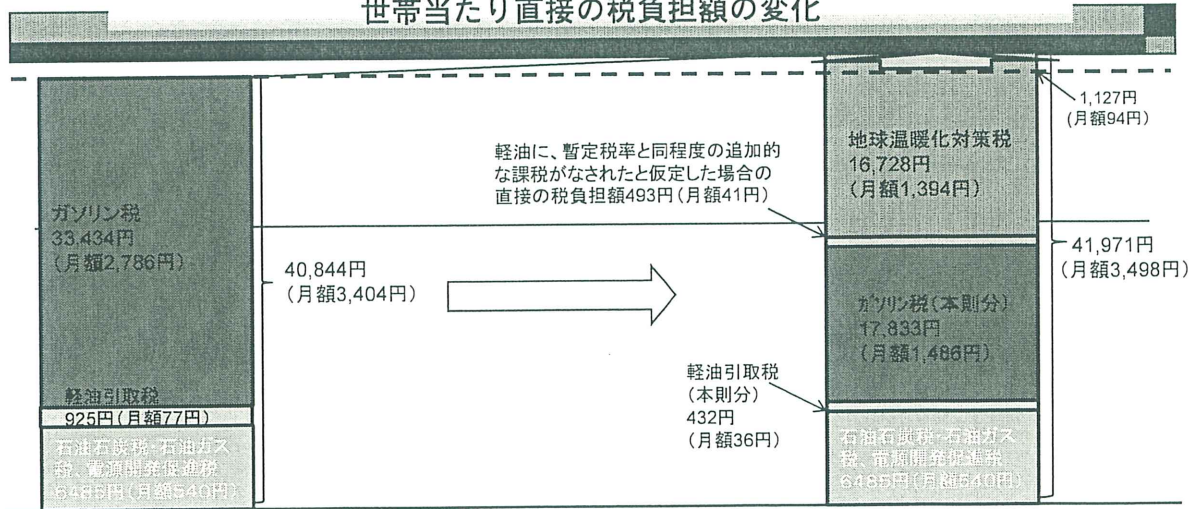 世帯当たり直接の税負担額の変化
ガソリン税
33,434円
(月額2,786円)
軽油引取税
925円(月額77円)
石油石炭税・石油ガス
税、電源開発促進税
6485円(月額540円)
40,844円
(月額3,404円)
軽油に、暫定税率と同程度の追加的
な課税がなされたと仮定した場合の
直接の税負担額493円(月額41円)
軽油引取税
(本則分)
432円
(月額36円)
地球温暖化対策税
16,728円
(月額1,394円)
ガソリン税(本則分)
17,833円
(月額1,486円)
石油石炭税・石油ガス
税、電源開発促進税
6485円(月額540円)
1,127円
(月額94円)
41,971円
(月額3,498円)